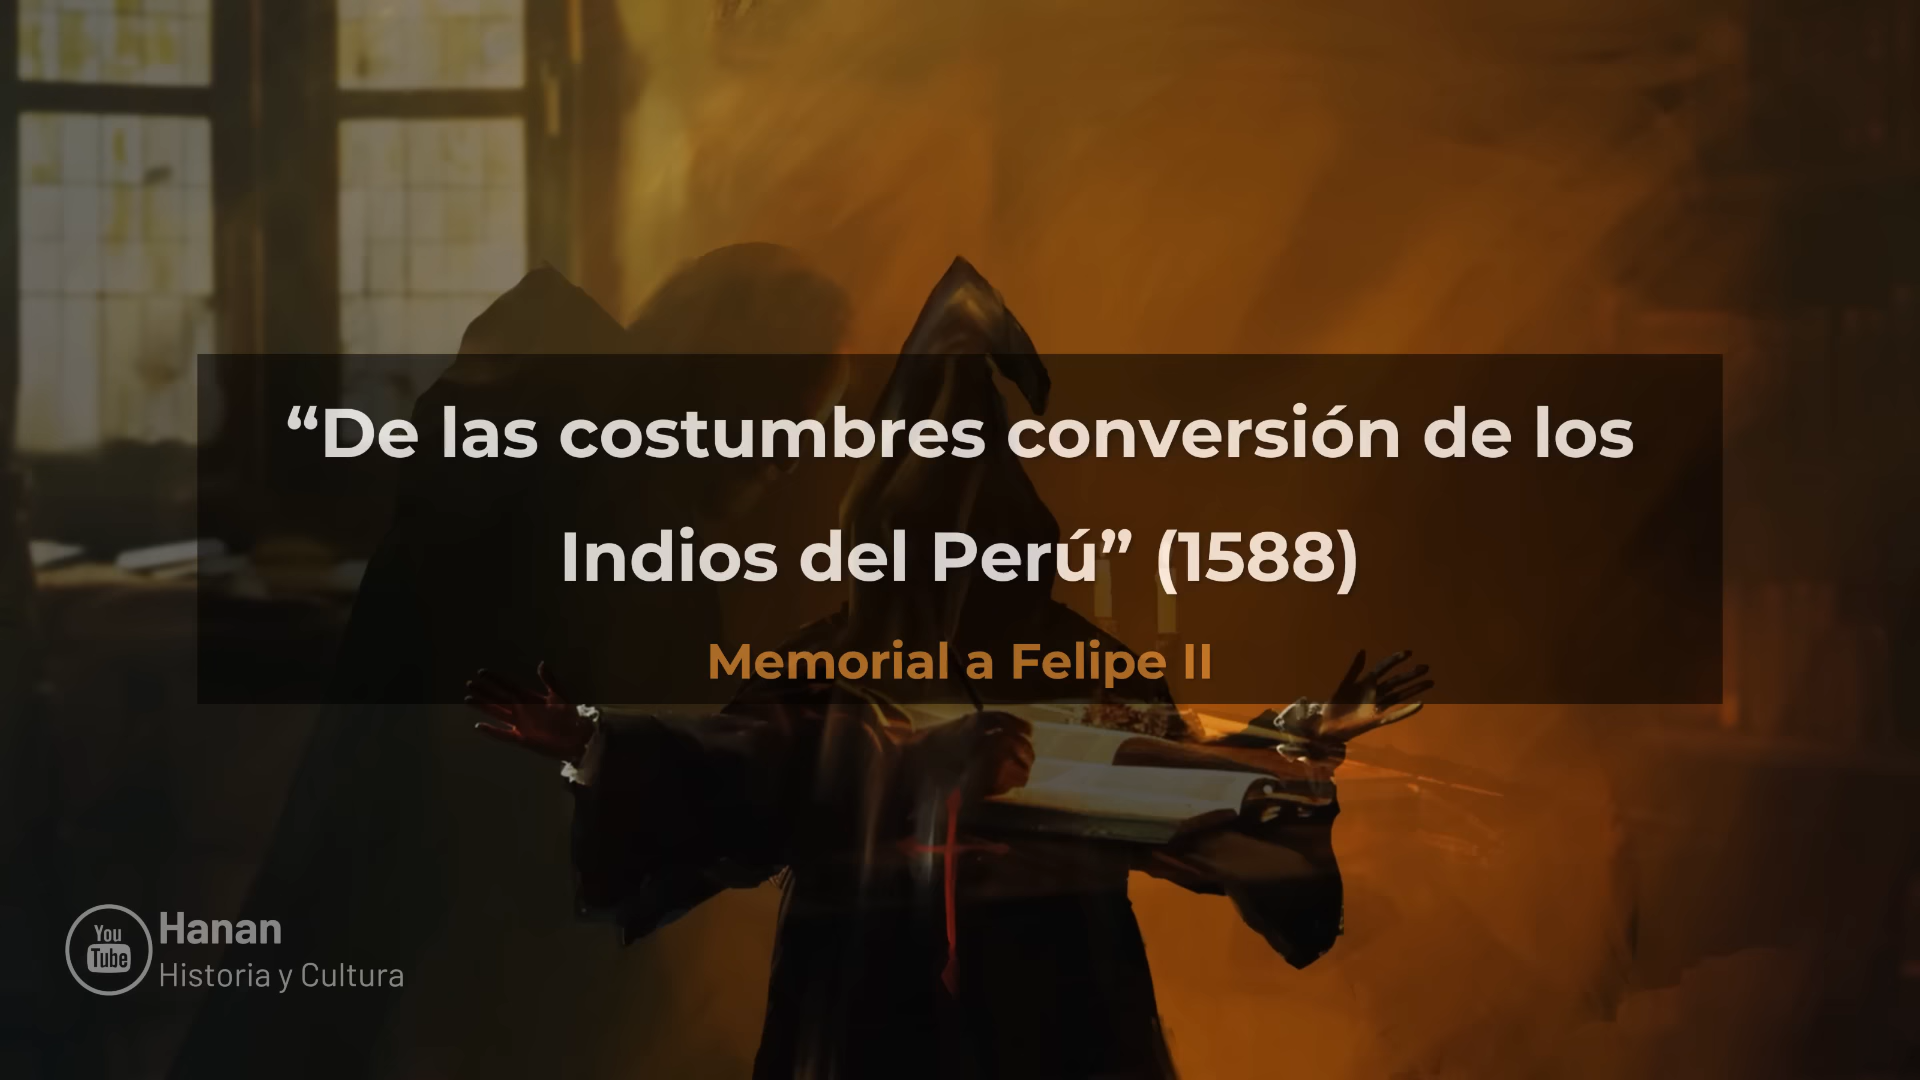 “De las costumbres conversión de los
Indios del Perú” (1588)
Memorial a Felipe II
You
Tube
Hanan
Historia y Cultura